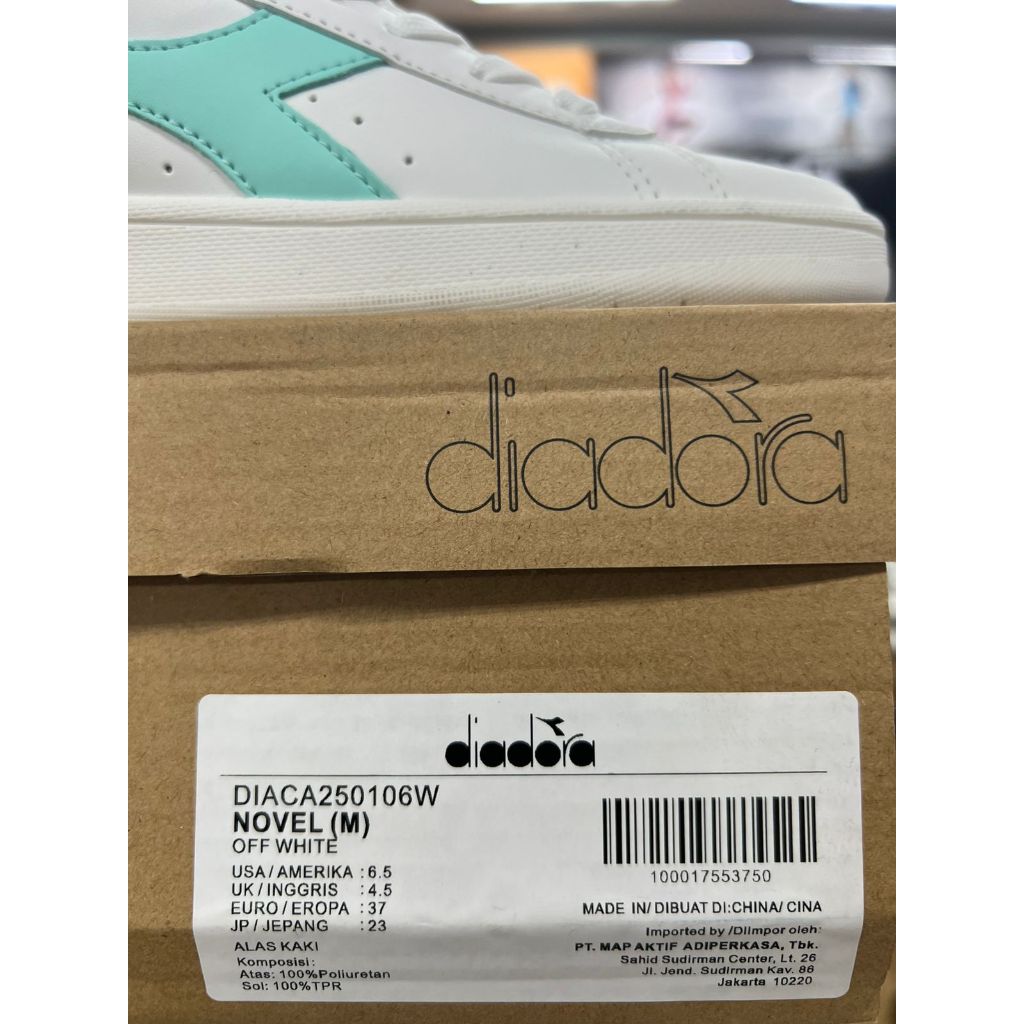 diadora
diadora
DIACA250106W
NOVEL (M)
OFF WHITE
USA/AMERIKA : 6.5
UK/INGGRIS : 4.5
EURO/EROPA : 37
JP/JEPANG : 23
ALAS KAKI
Komposisi:
Atas: 100%Poliuretan
Sol: 100%TPR
100017553750
MADE IN/DIBUAT DI:CHINA/CINA
Imported by /DIImpor oleh:
PT. MAP AKTIF ADIPERKASA, Tbk.
Sahid Sudirman Center, Lt. 26
Jl. Jend. Sudirman Kav. 86
Jakarta 10220